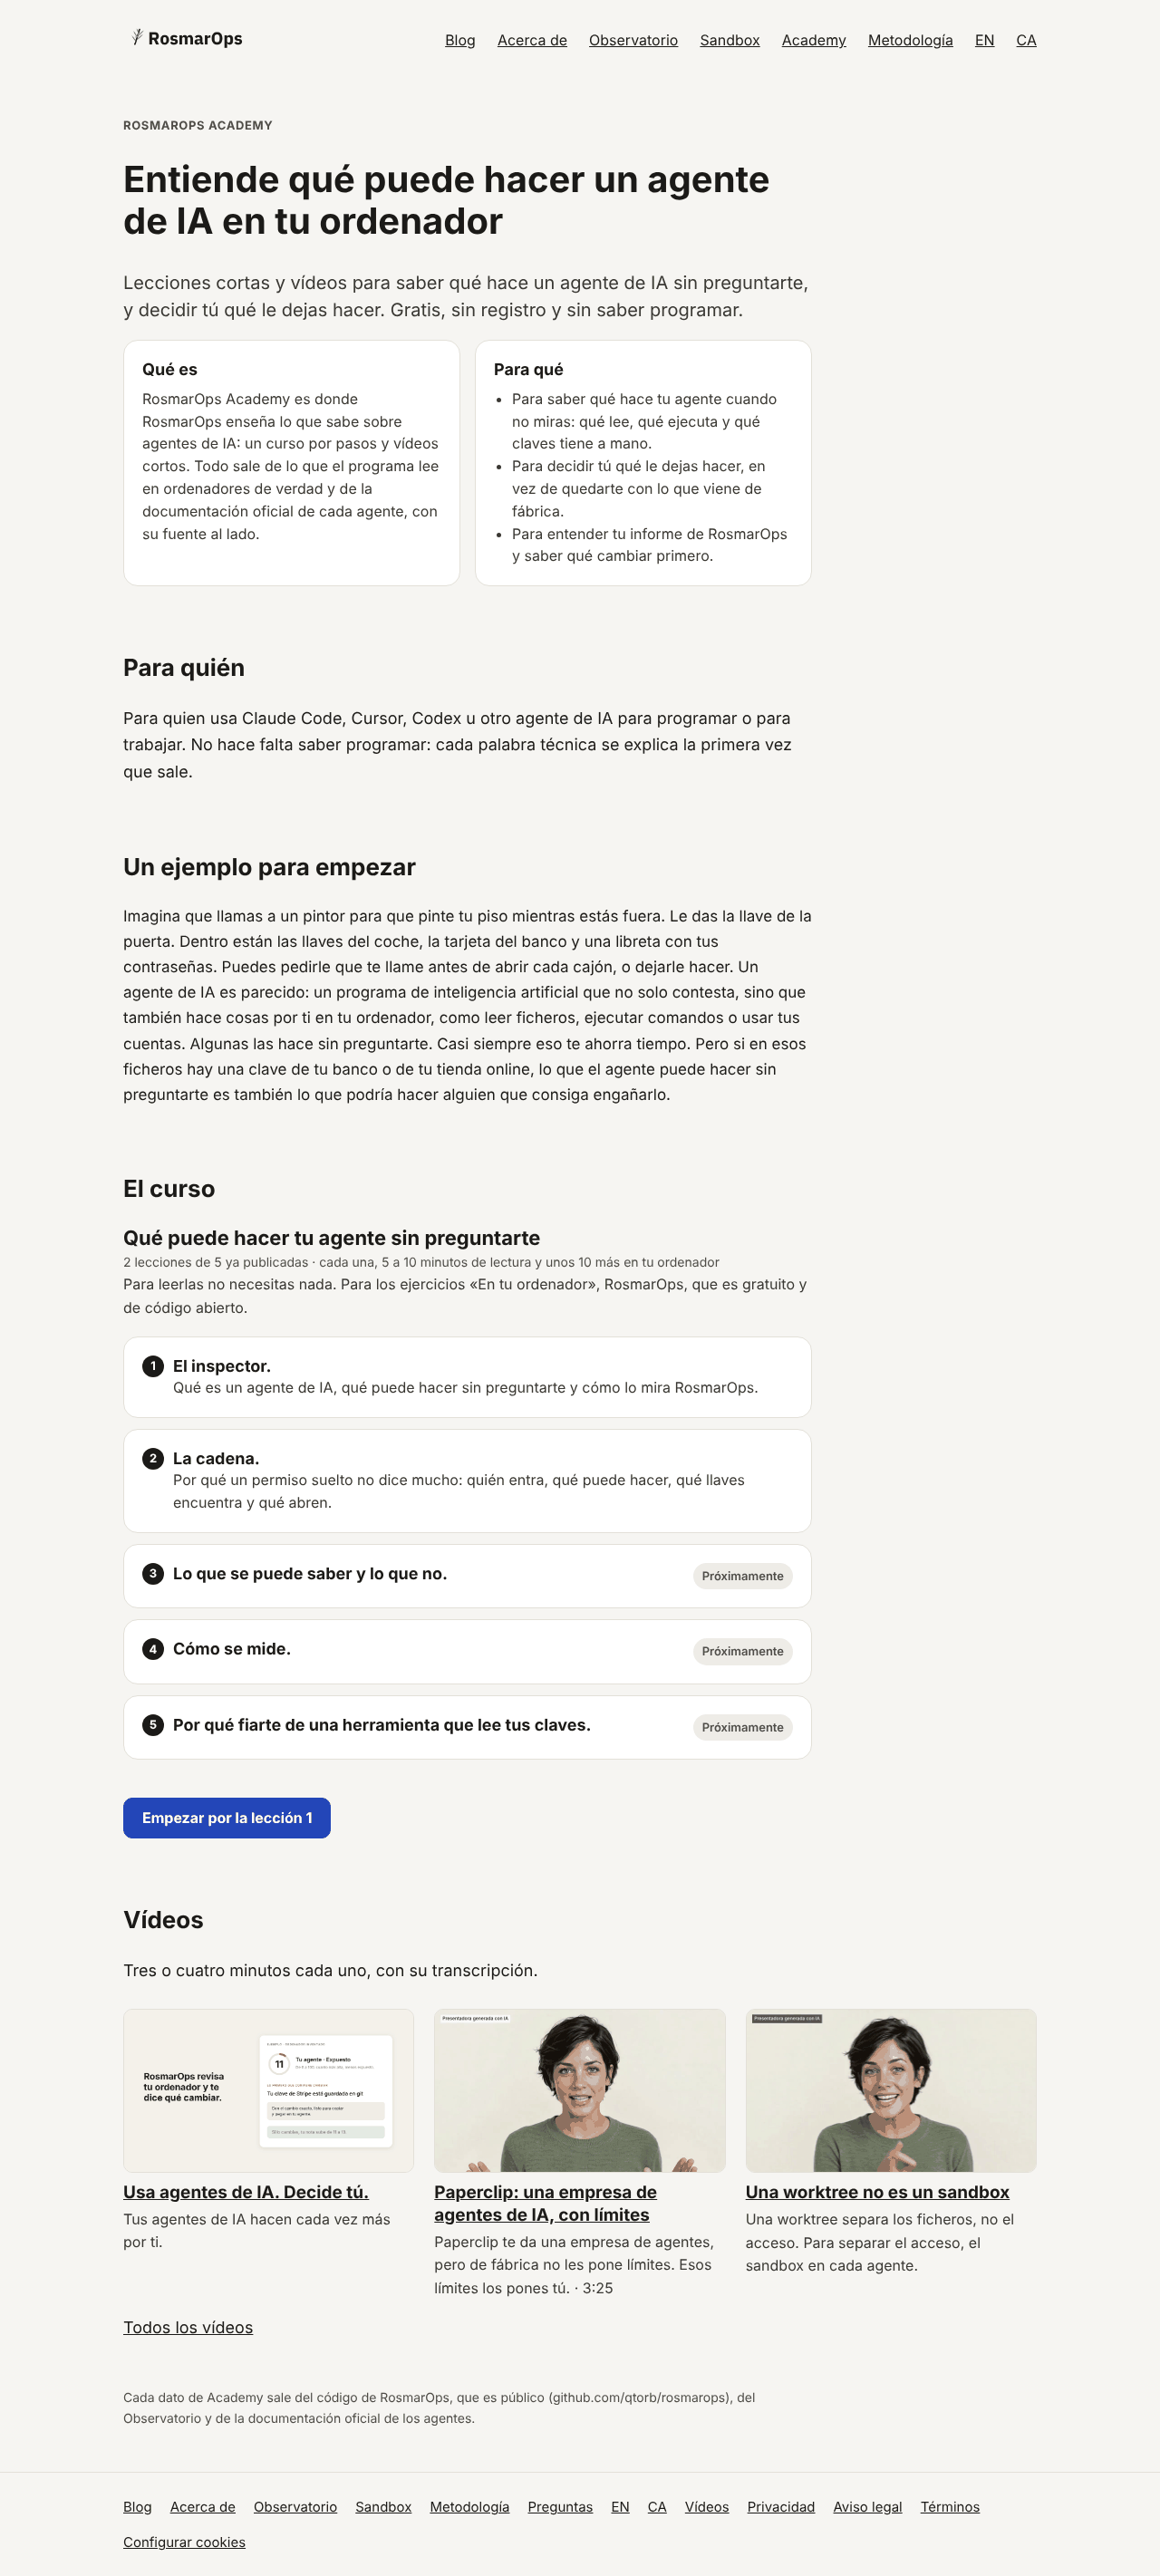 RosmarOps
Blog Acerca de Observatorio Sandbox Academy Metodología EN CA
ROSMAROPS ACADEMY
Entiende qué puede hacer un agente
de IA en tu ordenador
Lecciones cortas y vídeos para saber qué hace un agente de IA sin preguntarte,
y decidir tú qué le dejas hacer. Gratis, sin registro y sin saber programar.
Qué es
RosmarOps Academy es donde
RosmarOps enseña lo que sabe sobre
agentes de IA: un curso por pasos y vídeos
cortos. Todo sale de lo que el programa lee
en ordenadores de verdad y de la
documentación oficial de cada agente, con
su fuente al lado.
Para qué
• Para saber qué hace tu agente cuando
no miras: qué lee, qué ejecuta y qué
claves tiene a mano.
• Para decidir tú qué le dejas hacer, en
vez de quedarte con lo que viene de
fábrica.
• Para entender tu informe de RosmarOps
y saber qué cambiar primero.
Para quién
Para quien usa Claude Code, Cursor, Codex u otro agente de IA para programar o para
trabajar. No hace falta saber programar: cada palabra técnica se explica la primera vez
que sale.
Un ejemplo para empezar
Imagina que llamas a un pintor para que pinte tu piso mientras estás fuera. Le das la llave de la
puerta. Dentro están las llaves del coche, la tarjeta del banco y una libreta con tus
contraseñas. Puedes pedirle que te llame antes de abrir cada cajón, o dejarle hacer. Un
agente de IA es parecido: un programa de inteligencia artificial que no solo contesta, sino que
también hace cosas por ti en tu ordenador, como leer ficheros, ejecutar comandos o usar tus
cuentas. Algunas las hace sin preguntarte. Casi siempre eso te ahorra tiempo. Pero si en esos
ficheros hay una clave de tu banco o de tu tienda online, lo que el agente puede hacer sin
preguntarte es también lo que podría hacer alguien que consiga engañarlo.
El curso
Qué puede hacer tu agente sin preguntarte
2 lecciones de 5 ya publicadas · cada una, 5 a 10 minutos de lectura y unos 10 más en tu ordenador
Para leerlas no necesitas nada. Para los ejercicios «En tu ordenador», RosmarOps, que es gratuito y
de código abierto.
1 El inspector.
Qué es un agente de IA, qué puede hacer sin preguntarte y cómo lo mira RosmarOps.
2 La cadena.
Por qué un permiso suelto no dice mucho: quién entra, qué puede hacer, qué llaves
encuentra y qué abren.
3 Lo que se puede saber y lo que no. Próximamente
4 Cómo se mide. Próximamente
5 Por qué fiarte de una herramienta que lee tus claves. Próximamente
Empezar por la lección 1
Vídeos
Tres o cuatro minutos cada uno, con su transcripción.
RosmarOps revisa
tu ordenador y te
dice qué cambiar.
11
Tu agente · Expuesto
Tu clave de Stripe está guardada en git
Presentadora generada con IA
Presentadora generada con IA
Usa agentes de IA. Decide tú.
Tus agentes de IA hacen cada vez más
por ti.
Paperclip: una empresa de
agentes de IA, con límites
Paperclip te da una empresa de agentes,
pero de fábrica no les pone límites. Esos
límites los pones tú. · 3:25
Una worktree no es un sandbox
Una worktree separa los ficheros, no el
acceso. Para separar el acceso, el
sandbox en cada agente.
Todos los vídeos
Cada dato de Academy sale del código de RosmarOps, que es público (github.com/qtorb/rosmarops), del
Observatorio y de la documentación oficial de los agentes.
Blog Acerca de Observatorio Sandbox Metodología Preguntas EN CA Vídeos Privacidad Aviso legal Términos
Configurar cookies